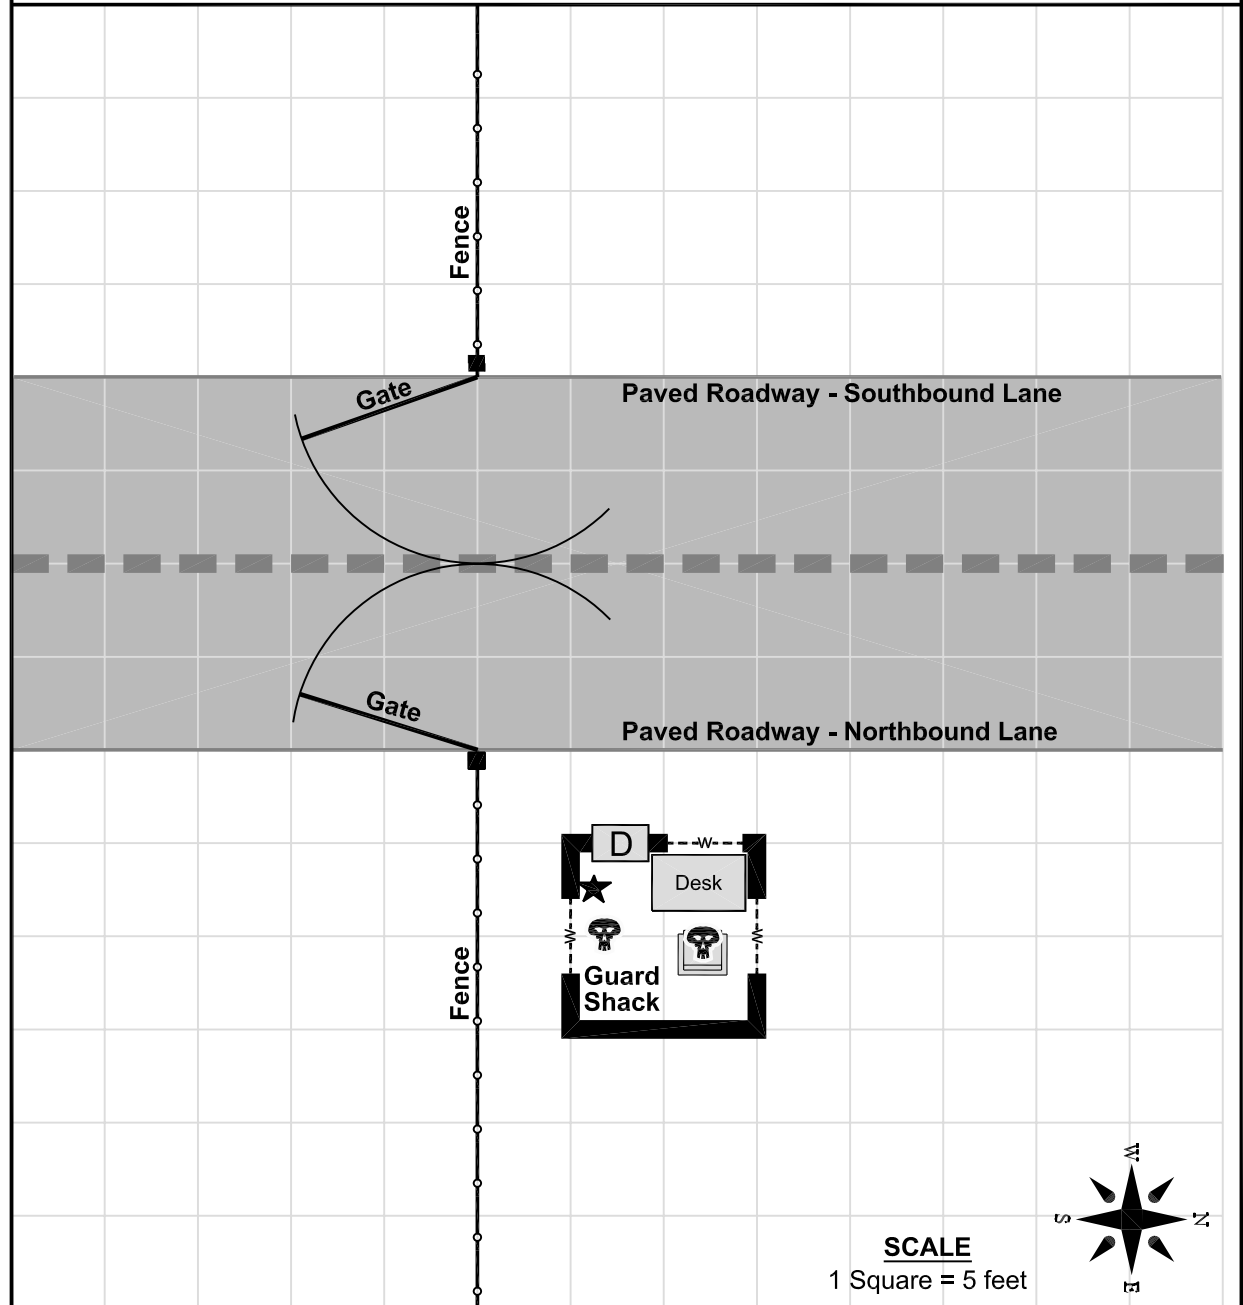 Fence
Gate
Paved Roadway - Southbound Lane
Gate
Paved Roadway - Northbound Lane
D
W
Desk
W
W
Guard
Shack
Fence
W
S
N
E
SCALE
1 Square = 5 feet